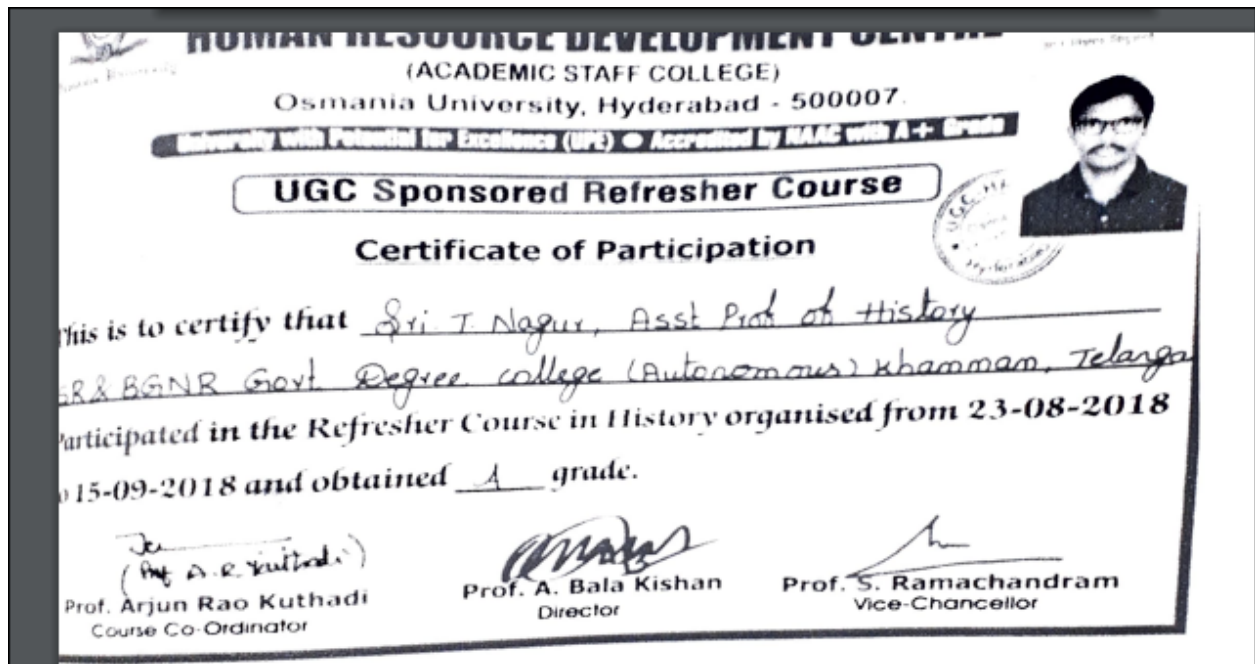 HUMAN RESOURCE DEVELOPMENT CENTRE
(ACADEMIC STAFF COLLEGE)
Osmania University, Hyderabad - 500007.
University with Potential for Excellence (UPE) ● Accredited by NAAC with A+ Grade
UGC Sponsored Refresher Course
UGC-H
Hyderabad
Certificate of Participation
This is to certify that Sri. T. Nagur, Asst Prof of History
SR& BGNR Govt Degree college (Autonomous) Khammam, Telanga
Participated in the Refresher Course in History organised from 23-08-2018
o 15-09-2018 and obtained A grade.
(Prof A.R. Kuthadi)
Prof. Arjun Rao Kuthadi
Course Co-Ordinator
Prof. A. Bala Kishan
Director
Prof. S. Ramachandram
Vice-Chancellor